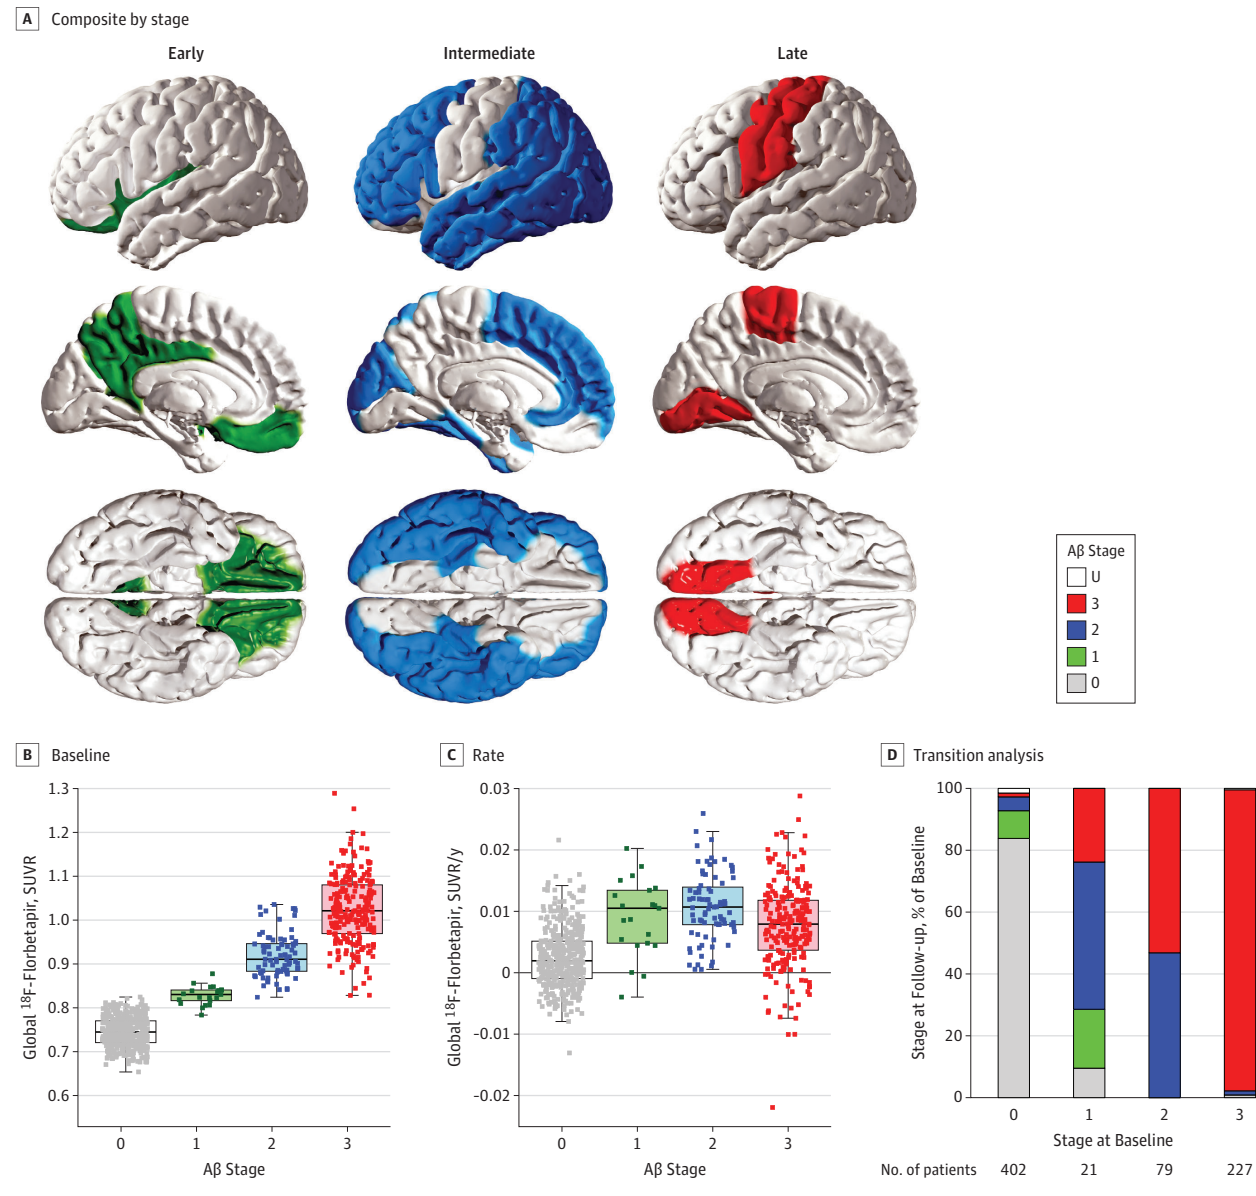 A Composite by stage
Early Intermediate Late
Aβ Stage
U
3
2
1
0
B Baseline
1.3
1.2
1.1
1.0
0.9
0.8
0.7
0.6
Global 18F-Florbetapir, SUVR
0 1 2 3
Aβ Stage
C Rate
0.03
0.02
0.01
0
-0.01
-0.02
Global 18F-Florbetapir, SUVR/y
0 1 2 3
Aβ Stage
D Transition analysis
100
80
60
40
20
0
Stage at Follow-up, % of Baseline
0 1 2 3
Stage at Baseline
No. of patients 402 21 79 227